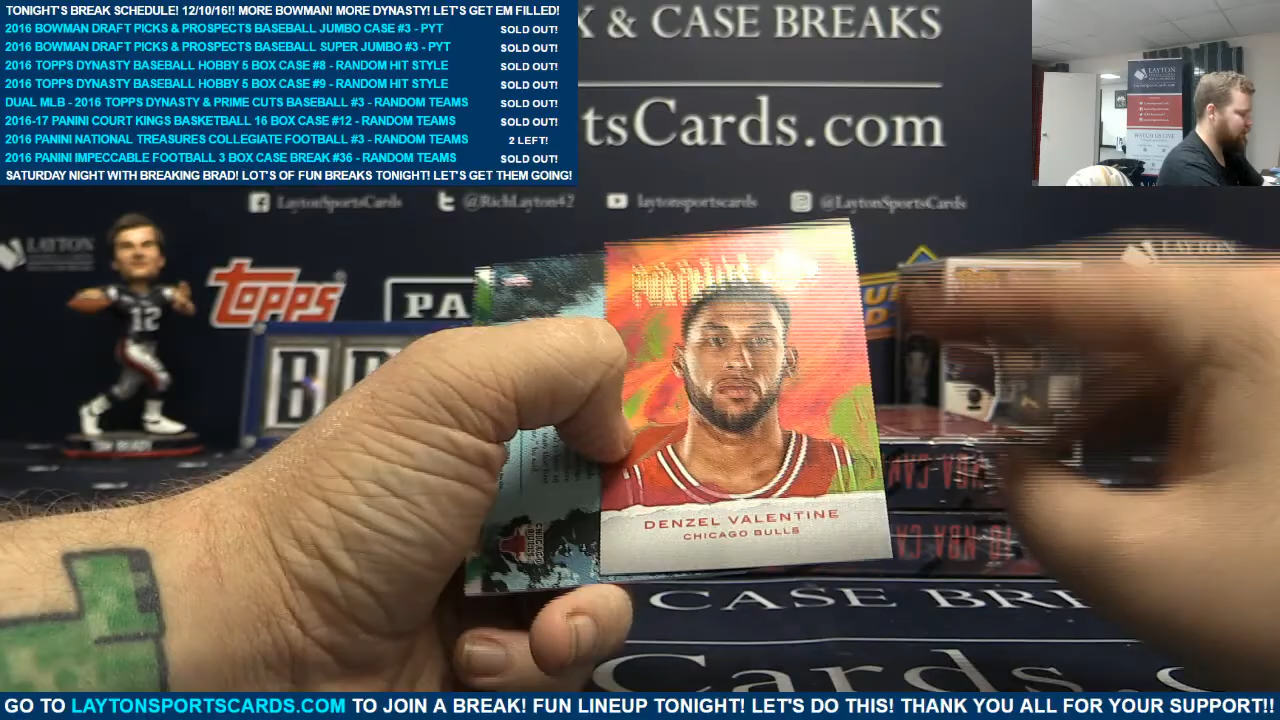 TONIGHT'S BREAK SCHEDULE! 12/10/16!! MORE BOWMAN! MORE DYNASTY! LET'S GET EM FILLED!
2016 BOWMAN DRAFT PICKS & PROSPECTS BASEBALL JUMBO CASE #3 - PYT SOLD OUT!
2016 BOWMAN DRAFT PICKS & PROSPECTS BASEBALL SUPER JUMBO #3 - PYT SOLD OUT!
2016 TOPPS DYNASTY BASEBALL HOBBY 5 BOX CASE #8 - RANDOM HIT STYLE SOLD OUT!
2016 TOPPS DYNASTY BASEBALL HOBBY 5 BOX CASE #9 - RANDOM HIT STYLE SOLD OUT!
DUAL MLB - 2016 TOPPS DYNASTY & PRIME CUTS BASEBALL #3 - RANDOM TEAMS SOLD OUT!
2016-17 PANINI COURT KINGS BASKETBALL 16 BOX CASE #12 - RANDOM TEAMS SOLD OUT!
2016 PANINI NATIONAL TREASURES COLLEGIATE FOOTBALL #3 - RANDOM TEAMS 2 LEFT!
2016 PANINI IMPECCABLE FOOTBALL 3 BOX CASE BREAK #36 - RANDOM TEAMS SOLD OUT!
SATURDAY NIGHT WITH BREAKING BRAD! LOT'S OF FUN BREAKS TONIGHT! LET'S GET THEM GOING!
& CASE BREAKS
tsCards.com
LaytonSportsCards @RichLayton42 laytonsportscards @LaytonSportsCards
LAYTON
LAYTON
LAYTON
topps
PA
12
DENZEL VALENTINE
CHICAGO BULLS
CASE BRE
Cards.c
GO TO LAYTONSPORTSCARDS.COM TO JOIN A BREAK! FUN LINEUP TONIGHT! LET'S DO THIS! THANK YOU ALL FOR YOUR SUPPORT!!